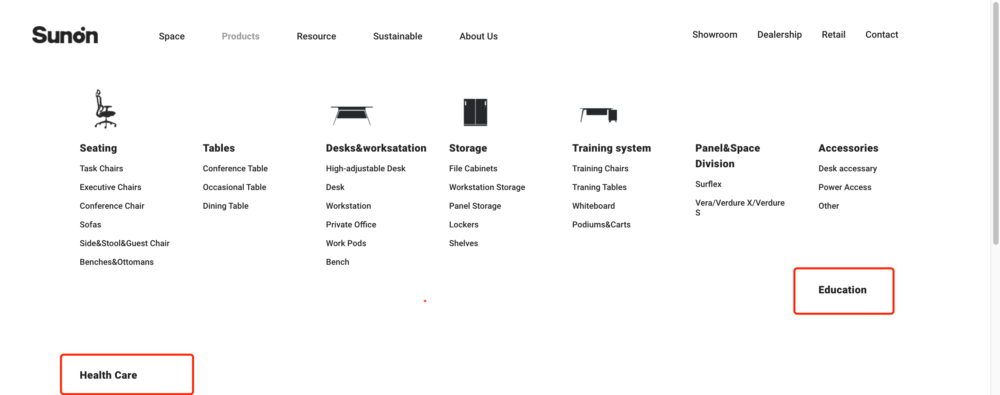 Sunon
Space
Products
Resource
Sustainable
About Us
Showroom
Dealership
Retail
Contact
Seating
Task Chairs
Executive Chairs
Conference Chair
Sofas
Side&Stool&Guest Chair
Benches&Ottomans
Tables
Conference Table
Occasional Table
Dining Table
Desks&worksatation
High-adjustable Desk
Desk
Workstation
Private Office
Work Pods
Bench
Storage
File Cabinets
Workstation Storage
Panel Storage
Lockers
Shelves
Training system
Training Chairs
Traning Tables
Whiteboard
Podiums&Carts
Panel&Space
Division
Surflex
Vera/Verdure X/Verdure
S
Accessories
Desk accessary
Power Access
Other
Education
Health Care